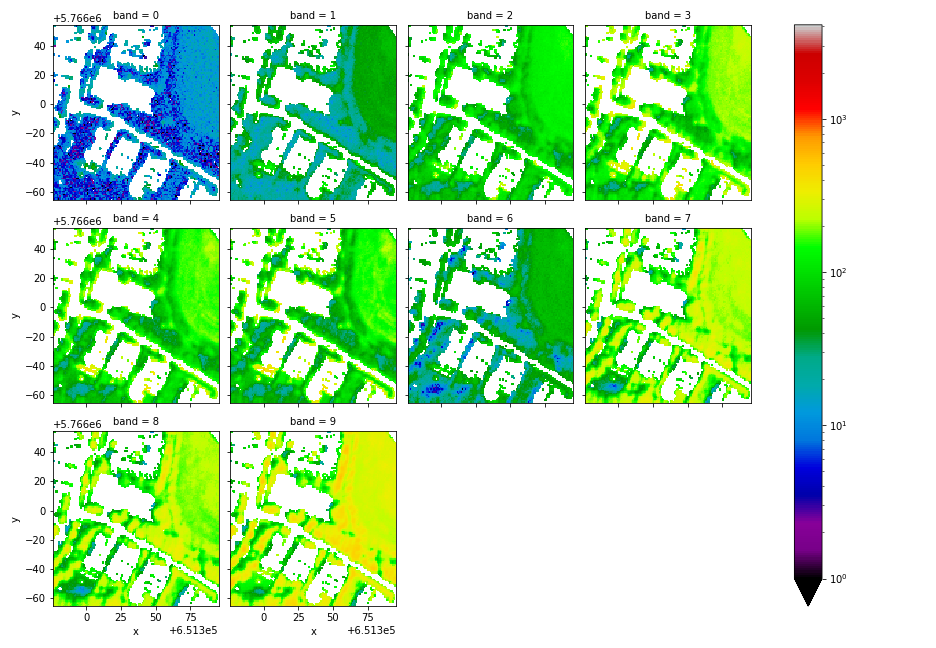 +5.766e6 band = 0 band = 1 band = 2 band = 3
40
20
0
y
−20
−40
−60
10³
+5.766e6 band = 4 band = 5 band = 6 band = 7
40
20
0
y
−20
−40
−60
10²
+5.766e6 band = 8 band = 9
40
20
0
y
−20
−40
−60
10¹
10⁰
0 25 50 75 0 25 50 75
x +6.513e5 x +6.513e5